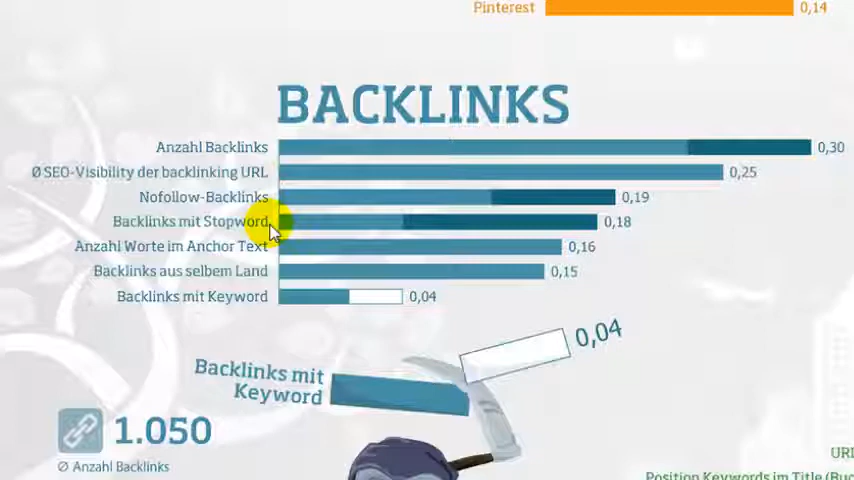 Pinterest 0,14
BACKLINKS
Anzahl Backlinks 0,30
Ø SEO-Visibility der backlinking URL 0,25
Nofollow-Backlinks 0,19
Backlinks mit Stopword 0,18
Anzahl Worte im Anchor Text 0,16
Backlinks aus selbem Land 0,15
Backlinks mit Keyword 0,04
0,04
Backlinks mit
Keyword
1.050
Ø Anzahl Backlinks
Position Keywords im Title